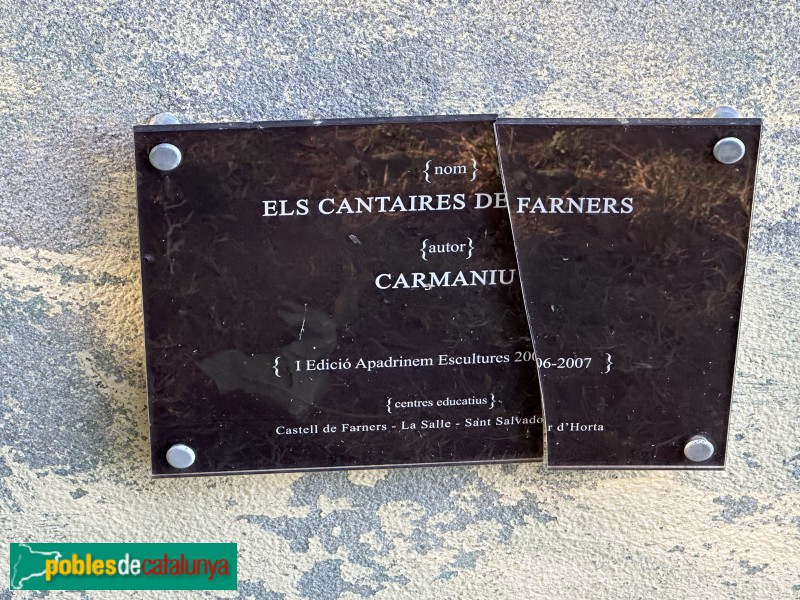 {nom}
ELS CANTAIRES DE FARNERS
{autor}
CARMANIU
{ I Edició Apadrinem Escultures 2006-2007 }
{centres educatius}
Castell de Farners - La Salle - Sant Salvador d'Horta
poblesdecatalunya